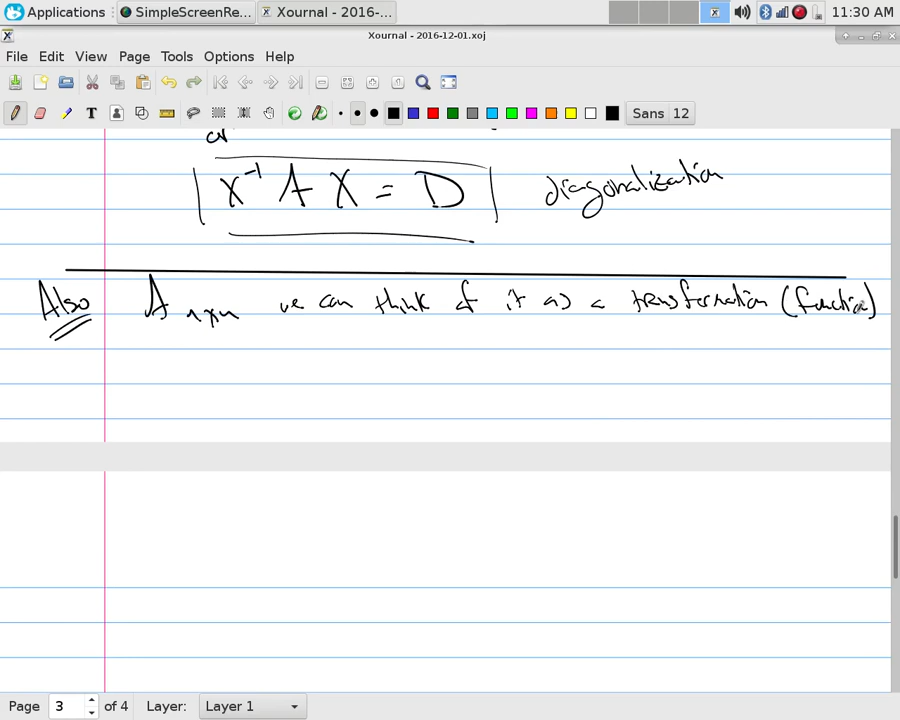 Applications SimpleScreenRe... Xournal - 2016-... 11:30 AM
Xournal - 2016-12-01.xoj
File Edit View Page Tools Options Help
Sans 12
or
X⁻¹ A X = D diagonalization
Also A nxn we can think of it as a transformation (function)
Page 3 of 4 Layer: Layer 1